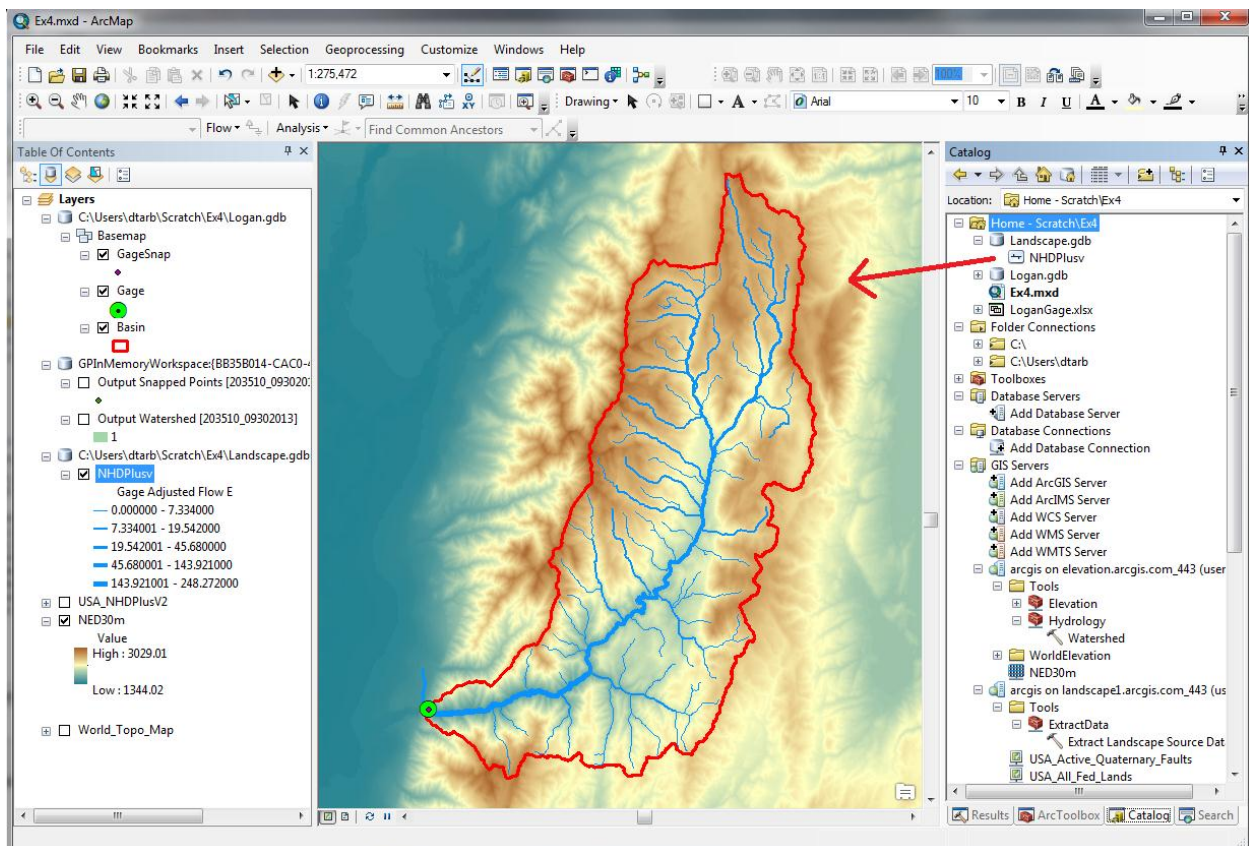 Ex4.mxd - ArcMap
File Edit View Bookmarks Insert Selection Geoprocessing Customize Windows Help
1:275,472
100%
Drawing
A
Arial
10
B I U A
Flow
Analysis
Find Common Ancestors
Table Of Contents
Layers
C:\Users\dtarb\Scratch\Ex4\Logan.gdb
Basemap
GageSnap
Gage
Basin
GPInMemoryWorkspace:{BB35B014-CAC0-4
Output Snapped Points [203510_0930201
Output Watershed [203510_09302013]
1
C:\Users\dtarb\Scratch\Ex4\Landscape.gdb
NHDPlusv
Gage Adjusted Flow E
0.000000 - 7.334000
7.334001 - 19.542000
19.542001 - 45.680000
45.680001 - 143.921000
143.921001 - 248.272000
USA_NHDPlusV2
NED30m
Value
High : 3029.01
Low : 1344.02
World_Topo_Map
Catalog
Location: Home - Scratch\Ex4
Home - Scratch\Ex4
Landscape.gdb
NHDPlusv
Logan.gdb
Ex4.mxd
LoganGage.xlsx
Folder Connections
C:\
C:\Users\dtarb
Toolboxes
Database Servers
Add Database Server
Database Connections
Add Database Connection
GIS Servers
Add ArcGIS Server
Add ArcIMS Server
Add WCS Server
Add WMS Server
Add WMTS Server
arcgis on elevation.arcgis.com_443 (user
Tools
Elevation
Hydrology
Watershed
WorldElevation
NED30m
arcgis on landscape1.arcgis.com_443 (us
Tools
ExtractData
Extract Landscape Source Dat
USA_Active_Quaternary_Faults
USA_All_Fed_Lands
Results ArcToolbox Catalog Search